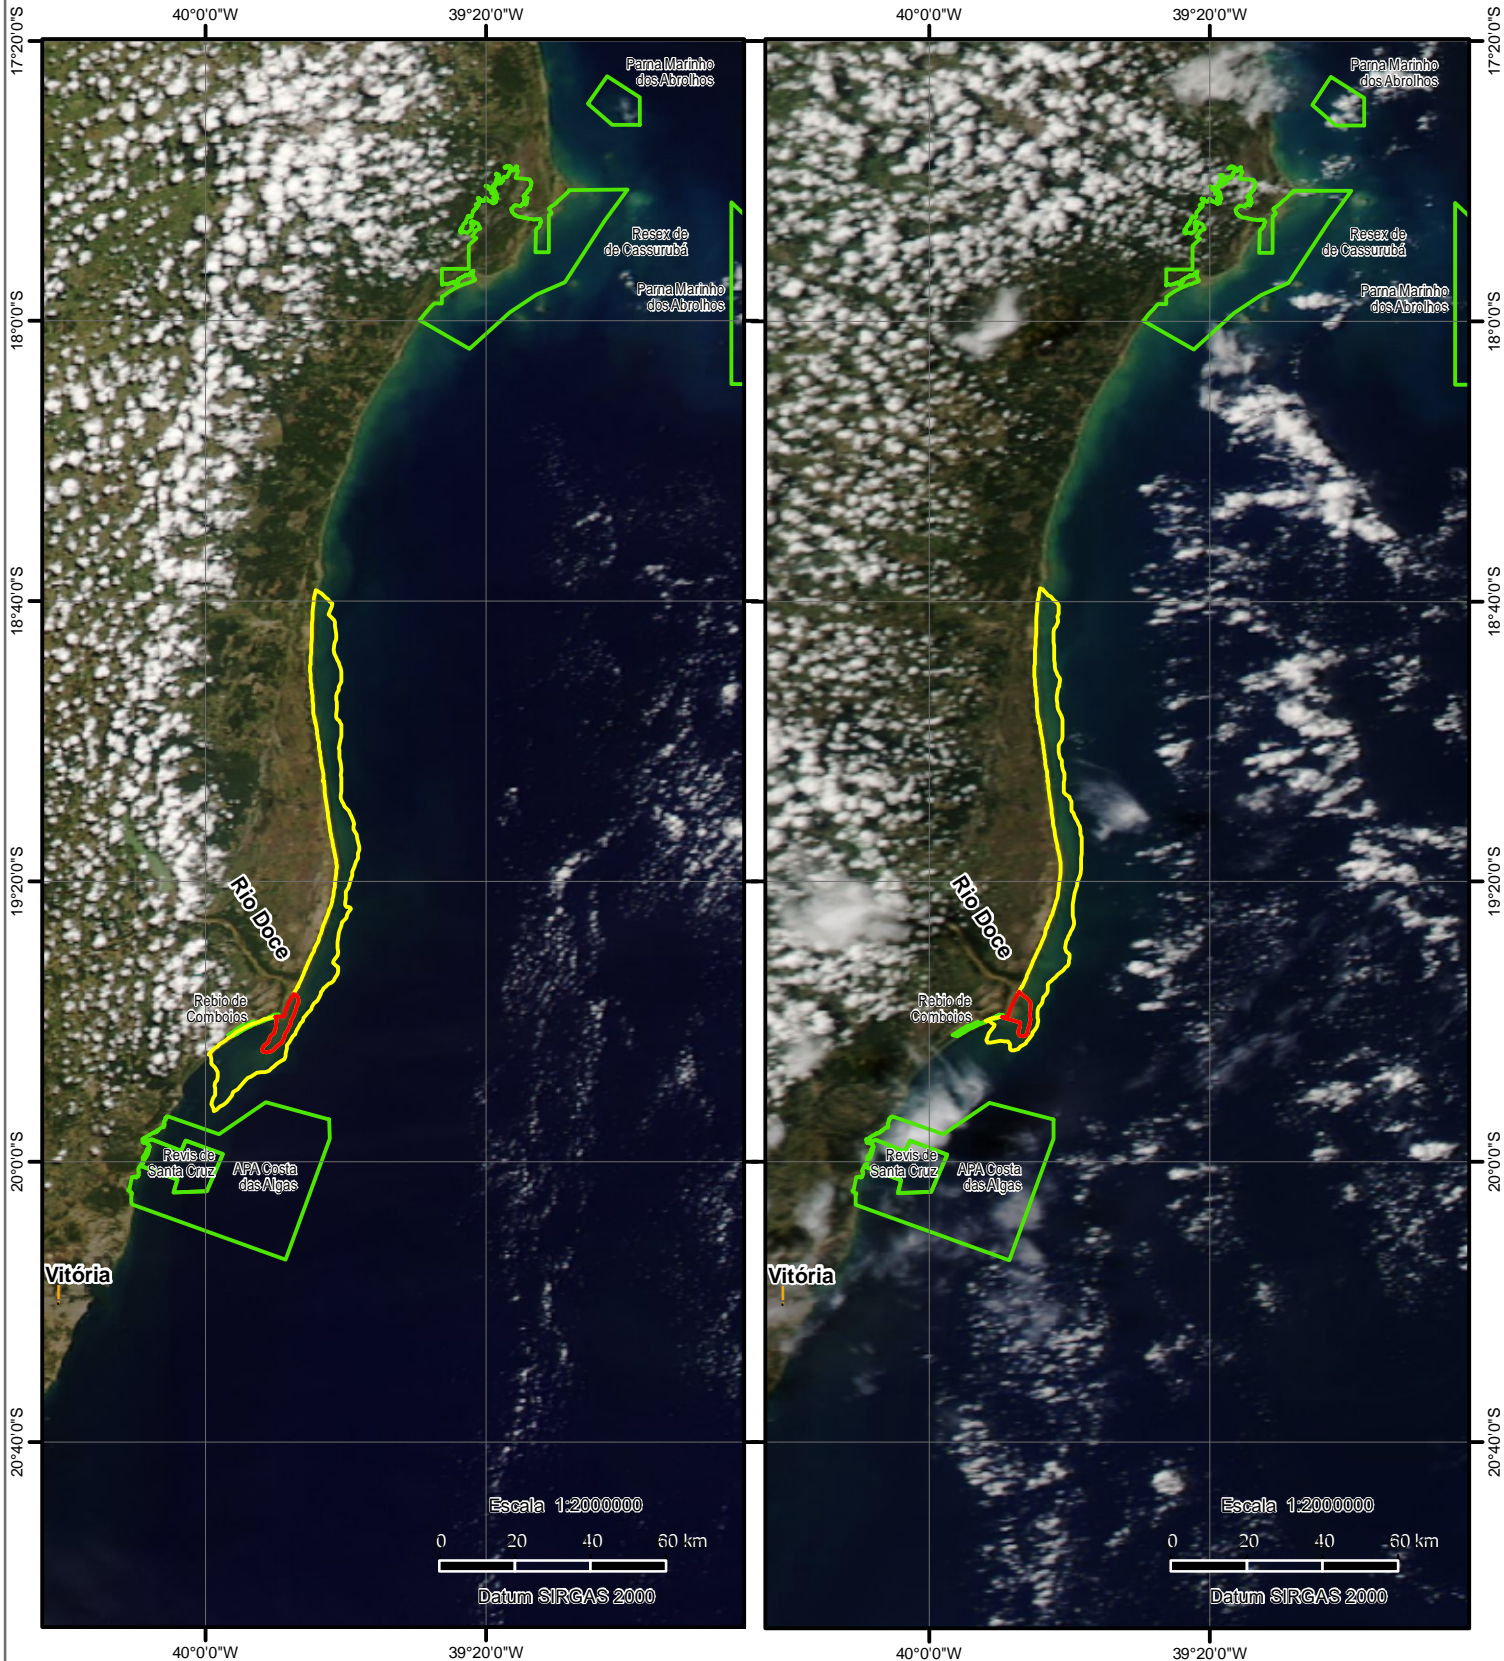 40°0'0"W
39°20'0"W
40°0'0"W
39°20'0"W
17°20'0"S
18°0'0"S
18°40'0"S
19°20'0"S
20°0'0"S
20°40'0"S
Parna Marinho
dos Abrolhos
Resex de
de Cassurubá
Parna Marinho
dos Abrolhos
Rio Doce
Rebio de
Comboios
Revis de
Santa Cruz
APA Costa
das Algas
Vitória
Escala 1:2000000
0 20 40 60 km
Datum SIRGAS 2000
40°0'0"W
39°20'0"W
Parna Marinho
dos Abrolhos
Resex de
de Cassurubá
Parna Marinho
dos Abrolhos
Rio Doce
Rebio de
Comboios
Revis de
Santa Cruz
APA Costa
das Algas
Vitória
Escala 1:2000000
0 20 40 60 km
Datum SIRGAS 2000
17°20'0"S
18°0'0"S
18°40'0"S
19°20'0"S
20°0'0"S
20°40'0"S
40°0'0"W
39°20'0"W